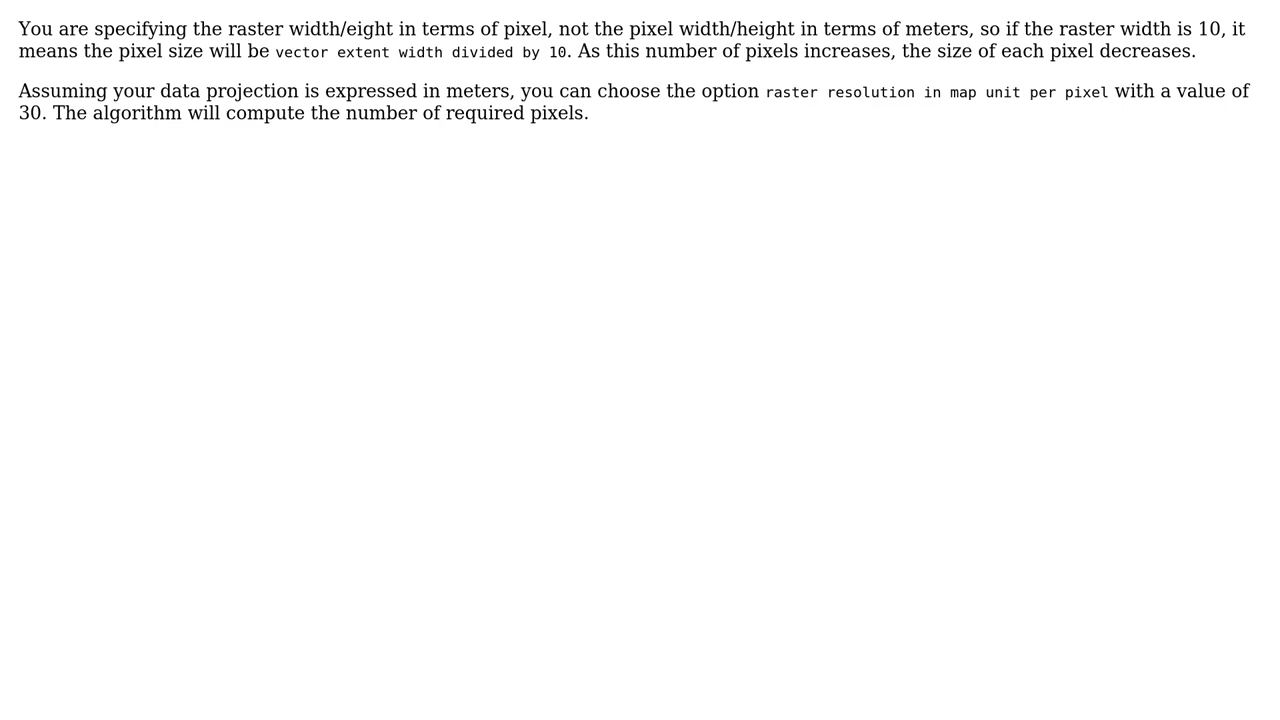 You are specifying the raster width/eight in terms of pixel, not the pixel width/height in terms of meters, so if the raster width is 10, it
means the pixel size will be vector extent width divided by 10. As this number of pixels increases, the size of each pixel decreases.
Assuming your data projection is expressed in meters, you can choose the option raster resolution in map unit per pixel with a value of
30. The algorithm will compute the number of required pixels.